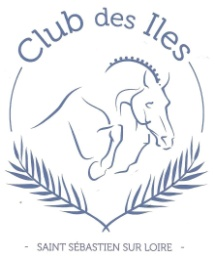 Club des Iles
- SAINT SÉBASTIEN SUR LOIRE -